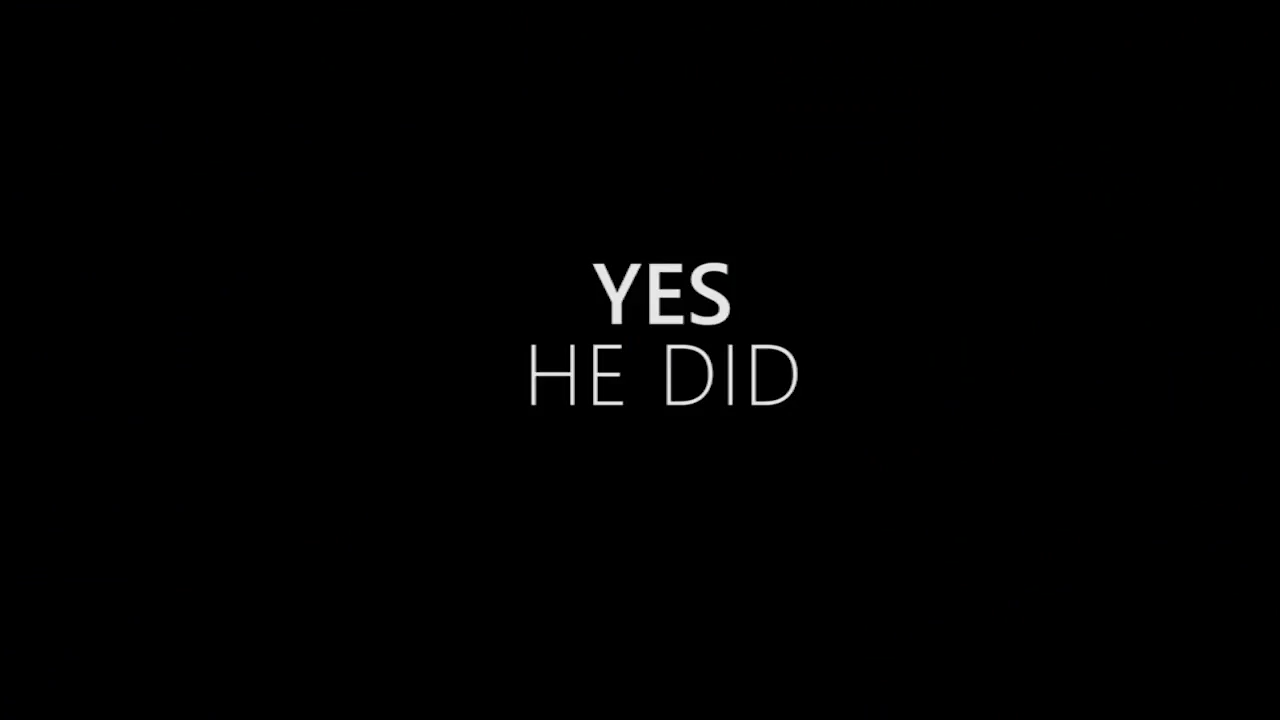 YES
HE DID